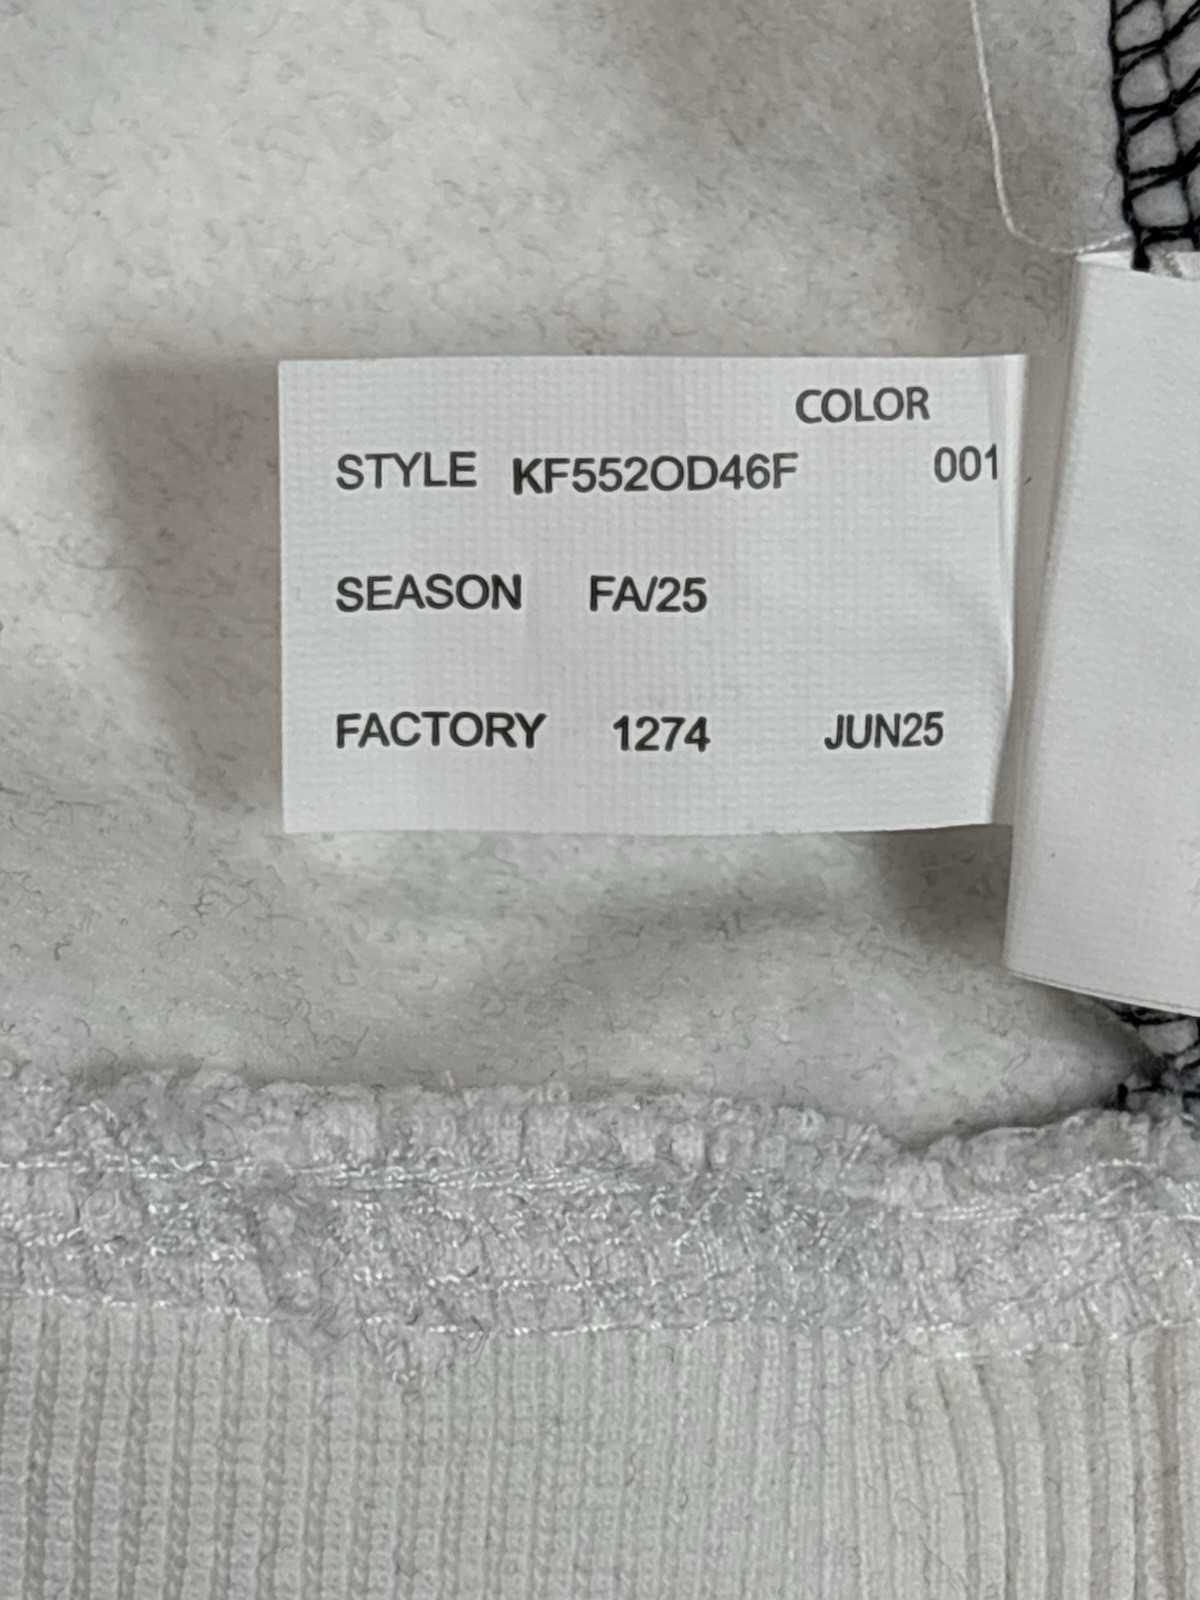 COLOR
STYLE KF552OD46F 001
SEASON FA/25
FACTORY 1274 JUN25